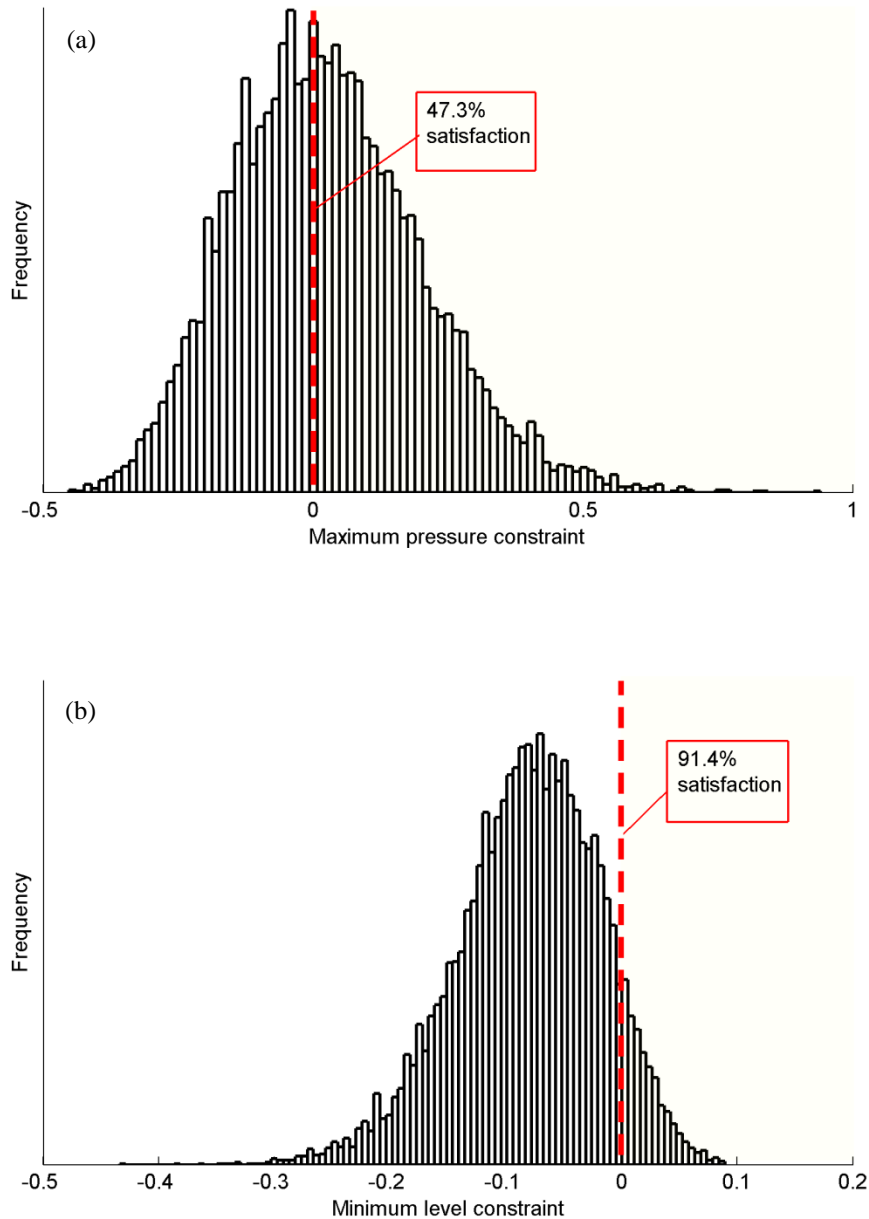 (a)
47.3%
satisfaction
Frequency
-0.5 0 0.5 1
Maximum pressure constraint
(b)
91.4%
satisfaction
Frequency
-0.5 -0.4 -0.3 -0.2 -0.1 0 0.1 0.2
Minimum level constraint